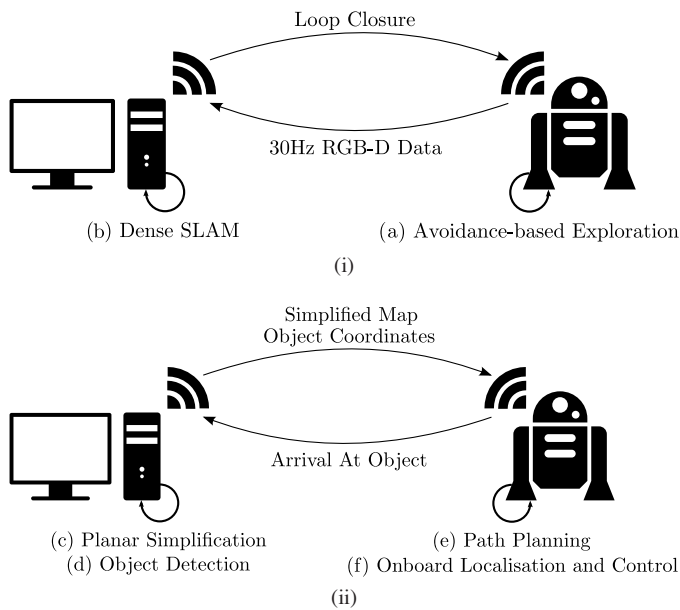 Loop Closure
30Hz RGB-D Data
(b) Dense SLAM
(a) Avoidance-based Exploration
(i)
Simplified Map
Object Coordinates
Arrival At Object
(c) Planar Simplification
(d) Object Detection
(e) Path Planning
(f) Onboard Localisation and Control
(ii)